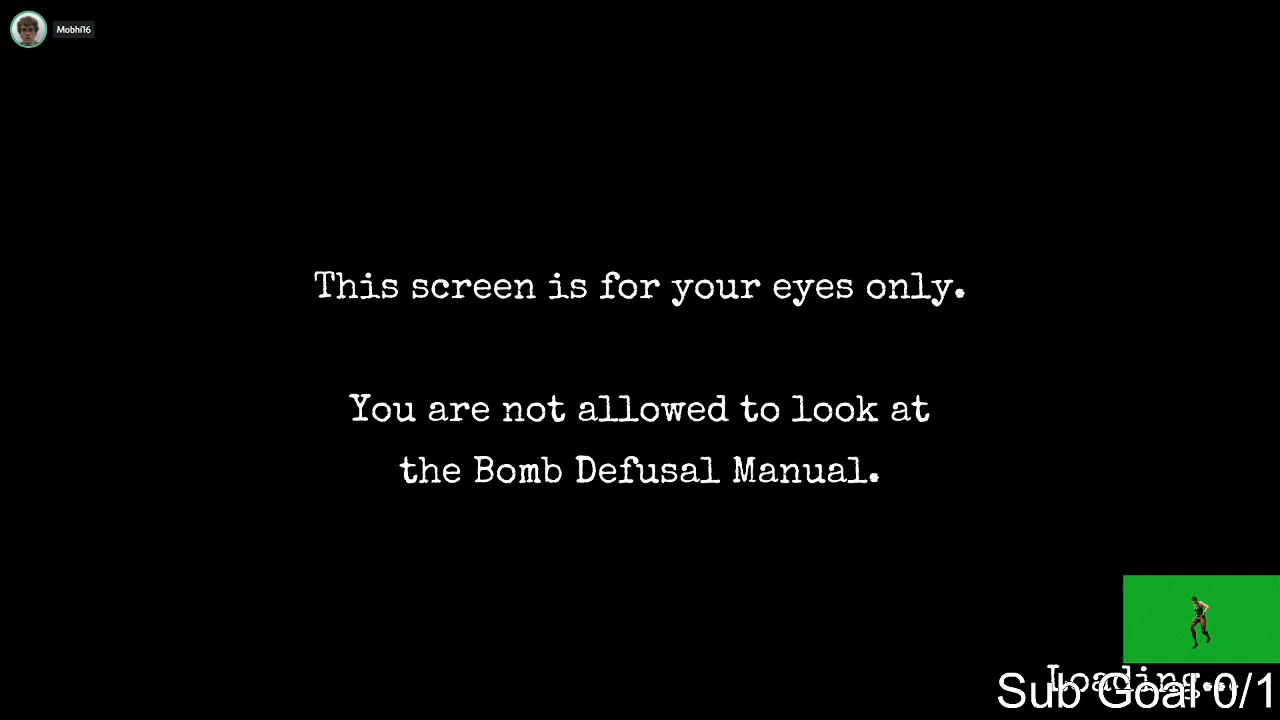 Mobhi16
This screen is for your eyes only.
You are not allowed to look at
the Bomb Defusal Manual.
Loading...
Sub Goal 0/1